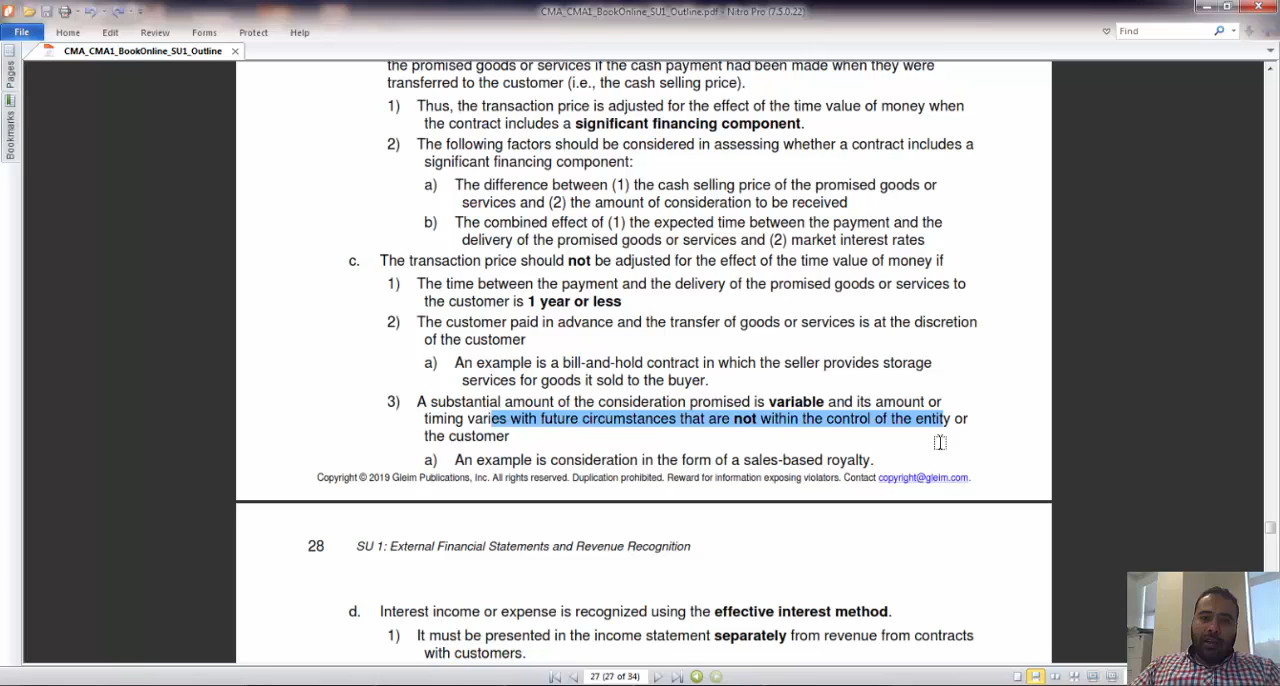 CMA_CMA1_BookOnline_SU1_Outline.pdf - Nitro Pro (7.5.0.22)
File Home Edit Review Forms Protect Help
Find
CMA_CMA1_BookOnline_SU1_Outline
Pages
Bookmarks
the promised goods or services if the cash payment had been made when they were
transferred to the customer (i.e., the cash selling price).
1) Thus, the transaction price is adjusted for the effect of the time value of money when
the contract includes a significant financing component.
2) The following factors should be considered in assessing whether a contract includes a
significant financing component:
a) The difference between (1) the cash selling price of the promised goods or
services and (2) the amount of consideration to be received
b) The combined effect of (1) the expected time between the payment and the
delivery of the promised goods or services and (2) market interest rates
c. The transaction price should not be adjusted for the effect of the time value of money if
1) The time between the payment and the delivery of the promised goods or services to
the customer is 1 year or less
2) The customer paid in advance and the transfer of goods or services is at the discretion
of the customer
a) An example is a bill-and-hold contract in which the seller provides storage
services for goods it sold to the buyer.
3) A substantial amount of the consideration promised is variable and its amount or
timing varies with future circumstances that are not within the control of the entity or
the customer
a) An example is consideration in the form of a sales-based royalty.
Copyright © 2019 Gleim Publications, Inc. All rights reserved. Duplication prohibited. Reward for information exposing violators. Contact copyright@gleim.com.
28 SU 1: External Financial Statements and Revenue Recognition
d. Interest income or expense is recognized using the effective interest method.
1) It must be presented in the income statement separately from revenue from contracts
with customers.
27 (27 of 34)